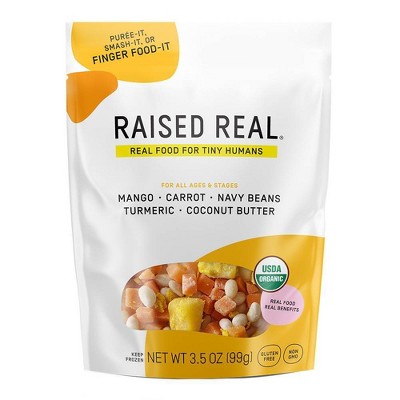 PURÉE-IT,
SMASH-IT, OR
FINGER FOOD-IT
RAISED REAL®
REAL FOOD FOR TINY HUMANS
FOR ALL AGES & STAGES
MANGO · CARROT · NAVY BEANS
TURMERIC · COCONUT BUTTER
USDA
ORGANIC
REAL FOOD
REAL BENEFITS
KEEP
FROZEN
NET WT 3.5 OZ (99g)
GLUTEN
FREE
NON
GMO